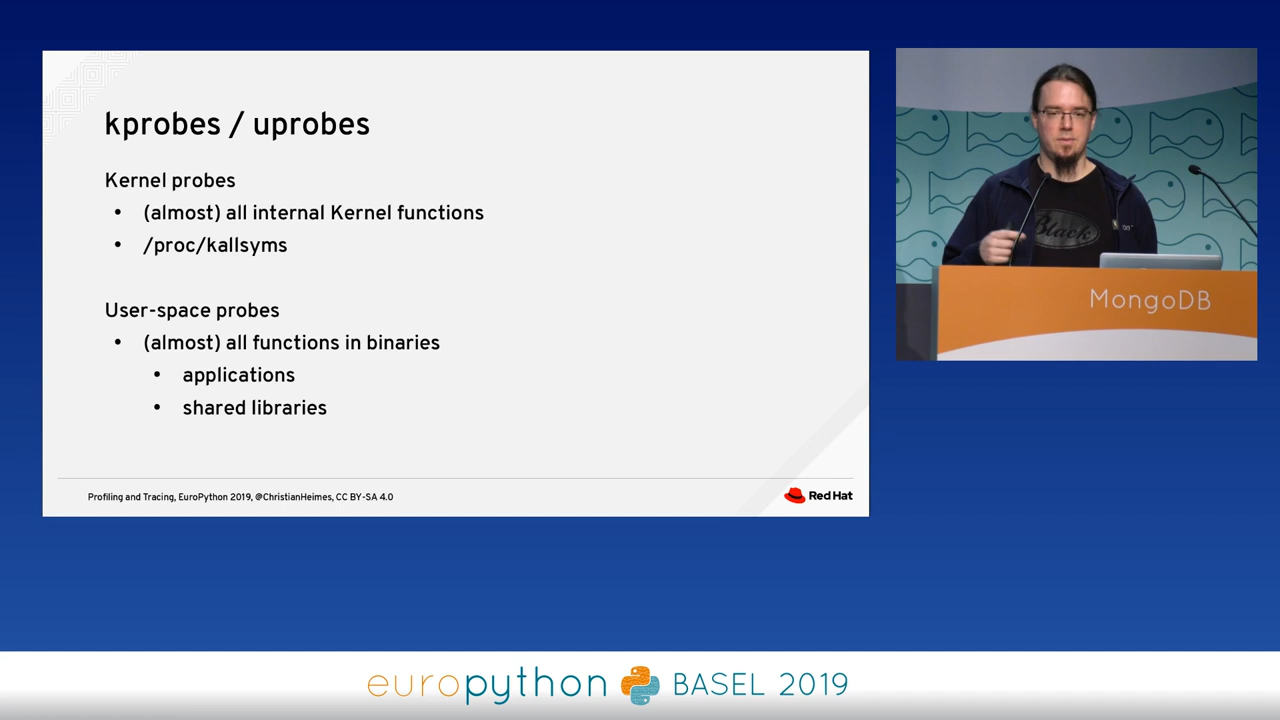 kprobes / uprobes
Kernel probes
• (almost) all internal Kernel functions
• /proc/kallsyms
User-space probes
• (almost) all functions in binaries
• applications
• shared libraries
Profiling and Tracing, EuroPython 2019, @ChristianHeimes, CC BY-SA 4.0
Red Hat
Black
MongoDB
europython BASEL 2019